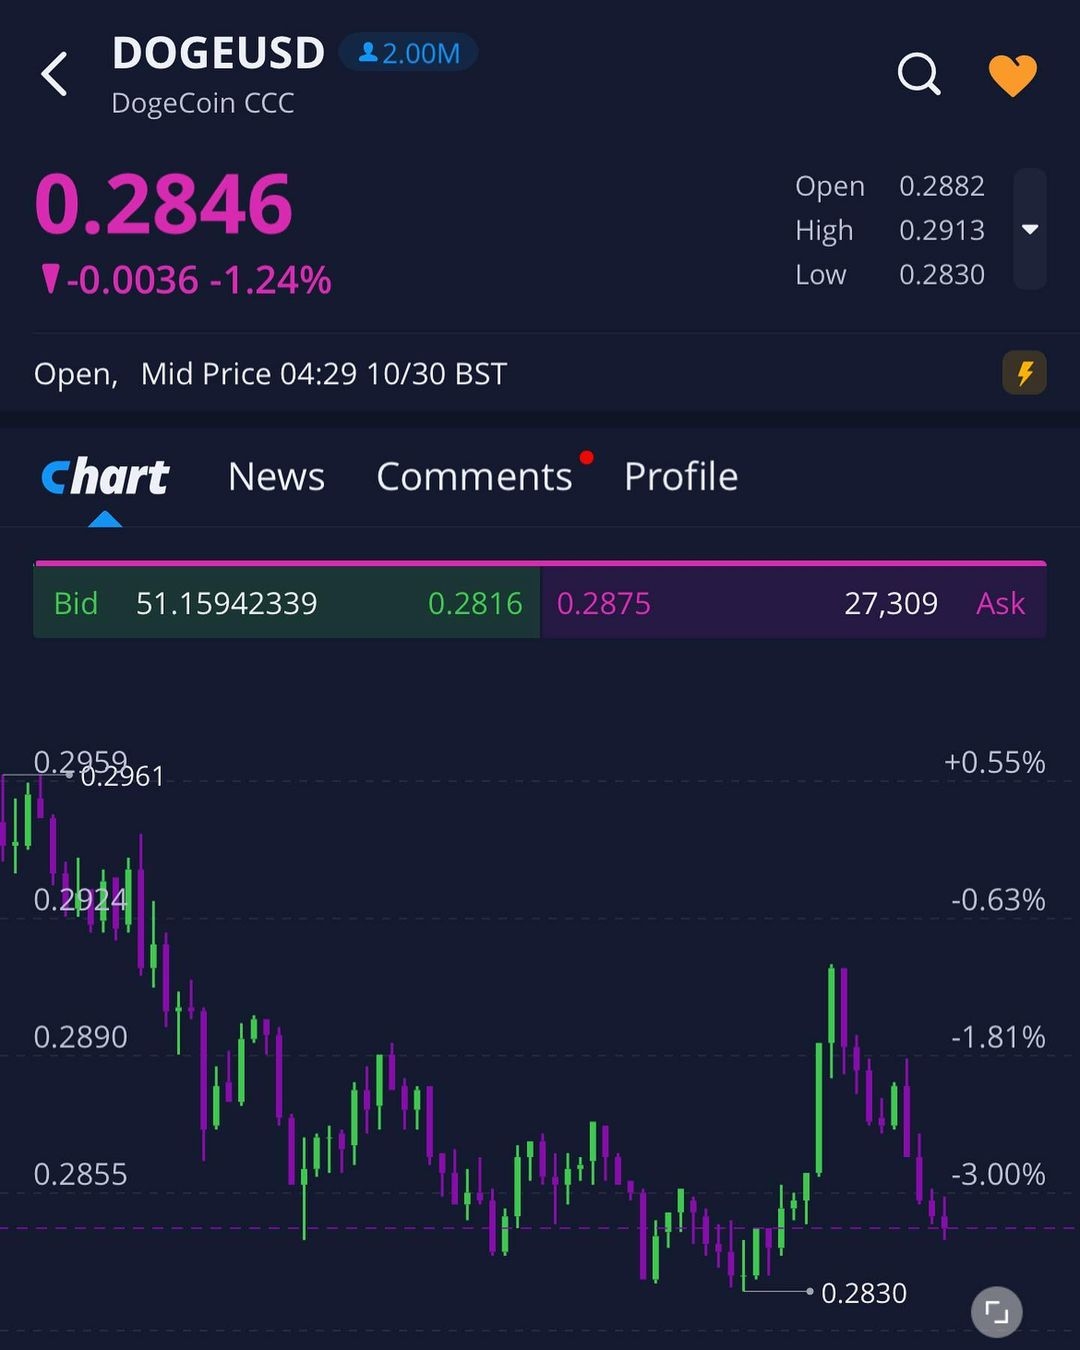 DOGEUSD 2.00M
DogeCoin CCC
0.2846
-0.0036 -1.24%
Open 0.2882
High 0.2913
Low 0.2830
Open, Mid Price 04:29 10/30 BST
Chart News Comments Profile
Bid 51.15942339 0.2816 0.2875 27,309 Ask
0.2959 +0.55%
0.2961
0.2924 -0.63%
0.2890 -1.81%
0.2855 -3.00%
0.2830